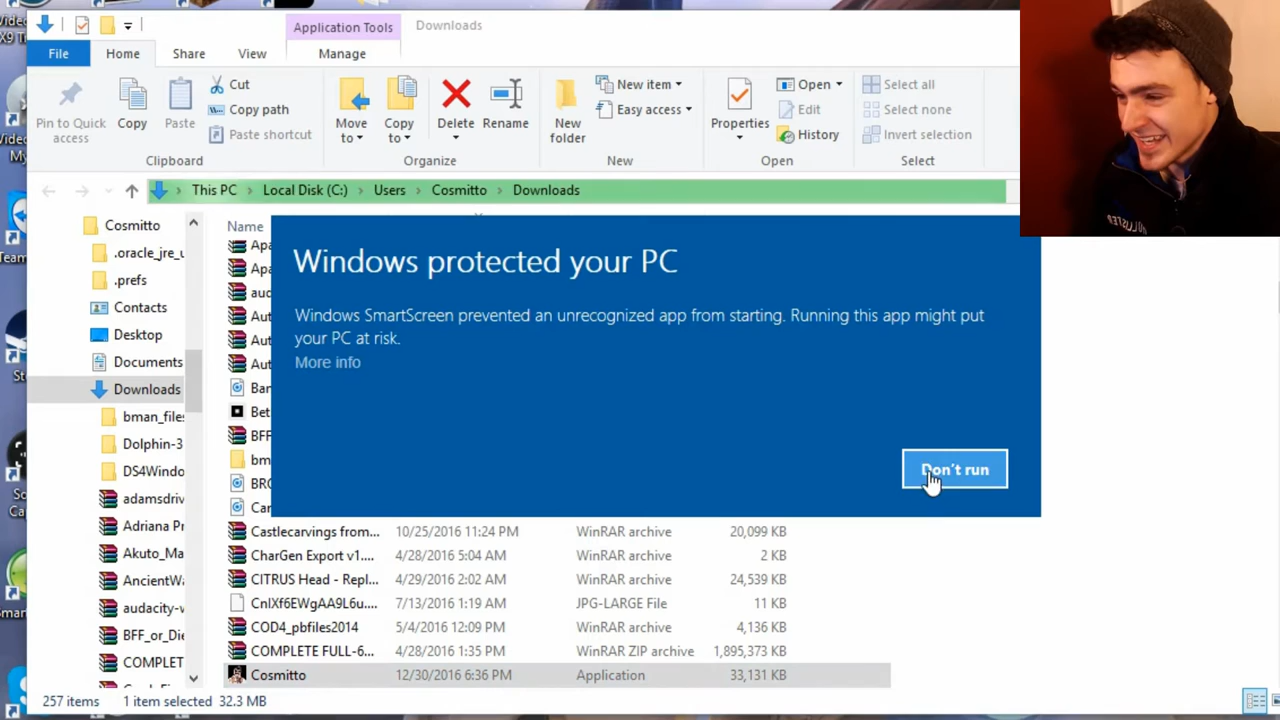 Application Tools
Downloads
File
Home
Share
View
Manage
Pin to Quick access
Copy
Paste
Cut
Copy path
Paste shortcut
Clipboard
Move to
Copy to
Delete
Rename
Organize
New folder
New item
Easy access
New
Properties
Open
Edit
History
Open
Select all
Select none
Invert selection
Select
This PC
Local Disk (C:)
Users
Cosmitto
Downloads
Cosmitto
.oracle_jre_u
.prefs
Contacts
Desktop
Documents
Downloads
bman_files
Dolphin-3
DS4Windo
adamsdriv
Adriana Pr
Akuto_Ma
AncientWa
audacity-w
BFF_or_Die
COMPLET
Name
Windows protected your PC
Windows SmartScreen prevented an unrecognized app from starting. Running this app might put
your PC at risk.
More info
Don't run
Castlecarvings from... 10/25/2016 11:24 PM WinRAR archive 20,099 KB
CharGen Export v1.... 4/28/2016 5:04 AM WinRAR archive 2 KB
CITRUS Head - Repl... 4/29/2016 2:02 AM WinRAR archive 24,539 KB
CnlXf6EWgAA9L6u.... 7/13/2016 1:19 AM JPG-LARGE File 11 KB
COD4_pbfiles2014 5/4/2016 12:09 PM WinRAR archive 4,136 KB
COMPLETE FULL-6... 4/28/2016 1:35 PM WinRAR ZIP archive 1,895,373 KB
Cosmitto 12/30/2016 6:36 PM Application 33,131 KB
257 items 1 item selected 32.3 MB
HOLLISTER